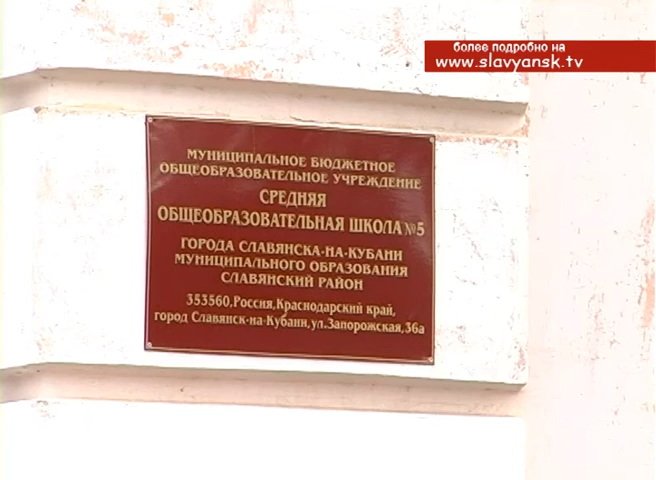 более подробно на
www.slavyansk.tv
МУНИЦИПАЛЬНОЕ БЮДЖЕТНОЕ
ОБЩЕОБРАЗОВАТЕЛЬНОЕ УЧРЕЖДЕНИЕ
СРЕДНЯЯ
ОБЩЕОБРАЗОВАТЕЛЬНАЯ ШКОЛА №5
ГОРОДА СЛАВЯНСКА-НА-КУБАНИ
МУНИЦИПАЛЬНОГО ОБРАЗОВАНИЯ
СЛАВЯНСКИЙ РАЙОН
353560, Россия, Краснодарский край,
город Славянск-на-Кубани, ул. Запорожская, 36а